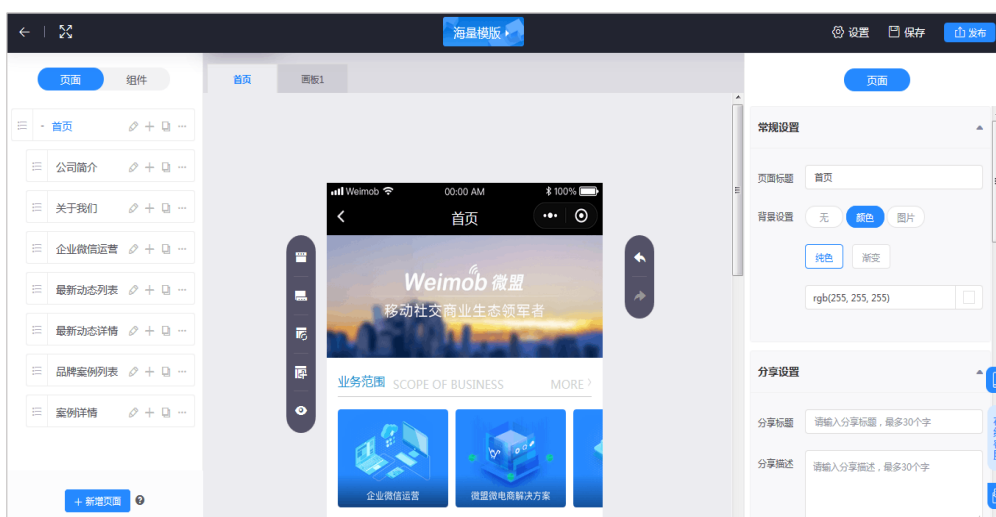 海量模版
设置
保存
发布
页面
组件
首页
公司简介
关于我们
企业微信运营
最新动态列表
最新动态详情
品牌案例列表
案例详情
+ 新增页面
首页
画板1
Weimob
00:00 AM
100%
首页
Weimob 微盟
移动社交商业生态领军者
业务范围 SCOPE OF BUSINESS MORE
企业微信运营
微盟微电商解决方案
页面
常规设置
页面标题 首页
背景设置 无 颜色 图片
纯色 渐变
rgb(255, 255, 255)
分享设置
分享标题 请输入分享标题，最多30个字
分享描述 请输入分享描述，最多30个字